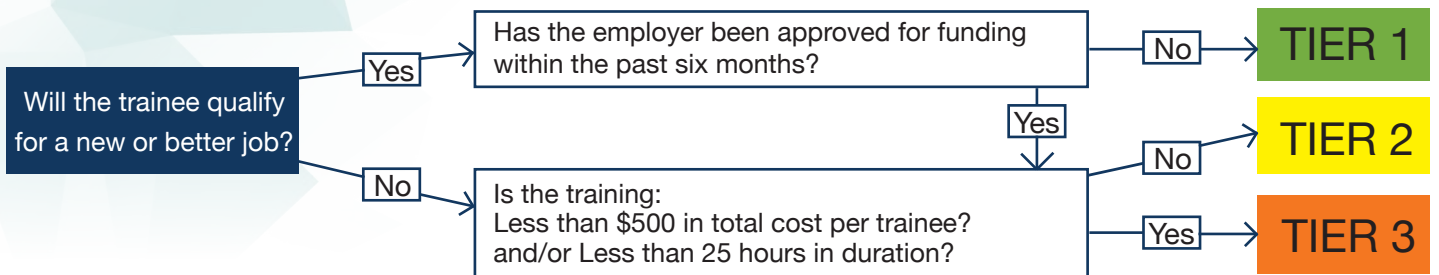 Will the trainee qualify
for a new or better job?
Yes
Has the employer been approved for funding
within the past six months?
No
TIER 1
Yes
No
Is the training:
Less than $500 in total cost per trainee?
and/or Less than 25 hours in duration?
No
TIER 2
Yes
TIER 3